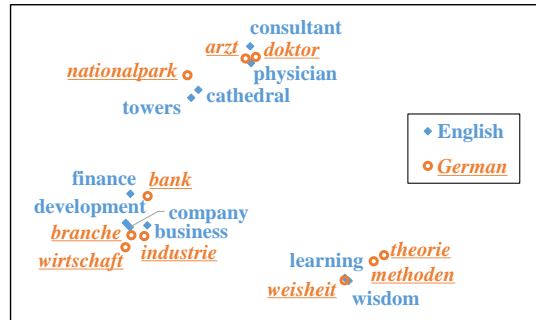 consultant
arzt doktor
nationalpark physician
towers cathedral
English
German
finance bank
development company
branche business
wirtschaft industrie
learning theorie
methoden
weisheit wisdom